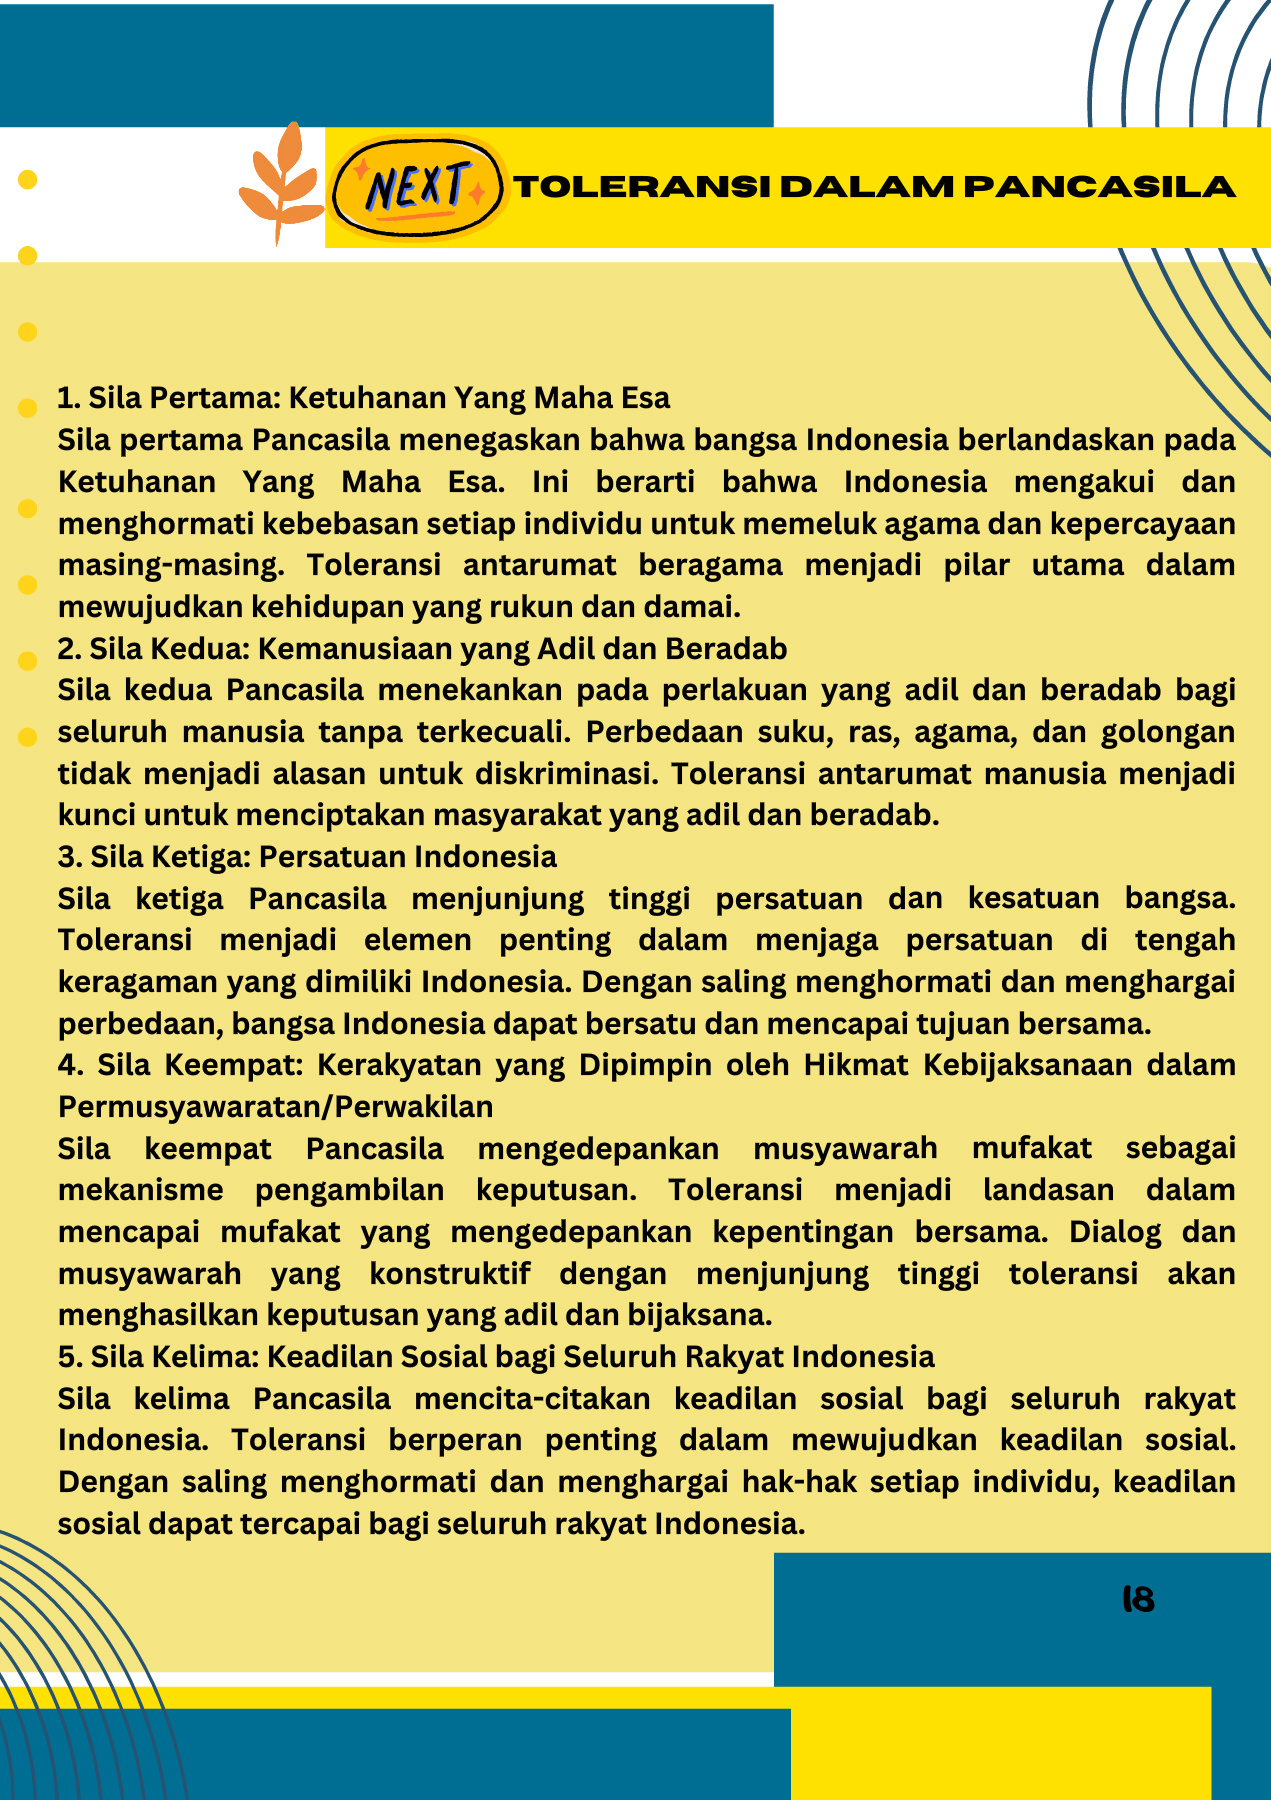 NEXT
TOLERANSI DALAM PANCASILA
1. Sila Pertama: Ketuhanan Yang Maha Esa
Sila pertama Pancasila menegaskan bahwa bangsa Indonesia berlandaskan pada
Ketuhanan Yang Maha Esa. Ini berarti bahwa Indonesia mengakui dan
menghormati kebebasan setiap individu untuk memeluk agama dan kepercayaan
masing-masing. Toleransi antarumat beragama menjadi pilar utama dalam
mewujudkan kehidupan yang rukun dan damai.
2. Sila Kedua: Kemanusiaan yang Adil dan Beradab
Sila kedua Pancasila menekankan pada perlakuan yang adil dan beradab bagi
seluruh manusia tanpa terkecuali. Perbedaan suku, ras, agama, dan golongan
tidak menjadi alasan untuk diskriminasi. Toleransi antarumat manusia menjadi
kunci untuk menciptakan masyarakat yang adil dan beradab.
3. Sila Ketiga: Persatuan Indonesia
Sila ketiga Pancasila menjunjung tinggi persatuan dan kesatuan bangsa.
Toleransi menjadi elemen penting dalam menjaga persatuan di tengah
keragaman yang dimiliki Indonesia. Dengan saling menghormati dan menghargai
perbedaan, bangsa Indonesia dapat bersatu dan mencapai tujuan bersama.
4. Sila Keempat: Kerakyatan yang Dipimpin oleh Hikmat Kebijaksanaan dalam
Permusyawaratan/Perwakilan
Sila keempat Pancasila mengedepankan musyawarah mufakat sebagai
mekanisme pengambilan keputusan. Toleransi menjadi landasan dalam
mencapai mufakat yang mengedepankan kepentingan bersama. Dialog dan
musyawarah yang konstruktif dengan menjunjung tinggi toleransi akan
menghasilkan keputusan yang adil dan bijaksana.
5. Sila Kelima: Keadilan Sosial bagi Seluruh Rakyat Indonesia
Sila kelima Pancasila mencita-citakan keadilan sosial bagi seluruh rakyat
Indonesia. Toleransi berperan penting dalam mewujudkan keadilan sosial.
Dengan saling menghormati dan menghargai hak-hak setiap individu, keadilan
sosial dapat tercapai bagi seluruh rakyat Indonesia.
18